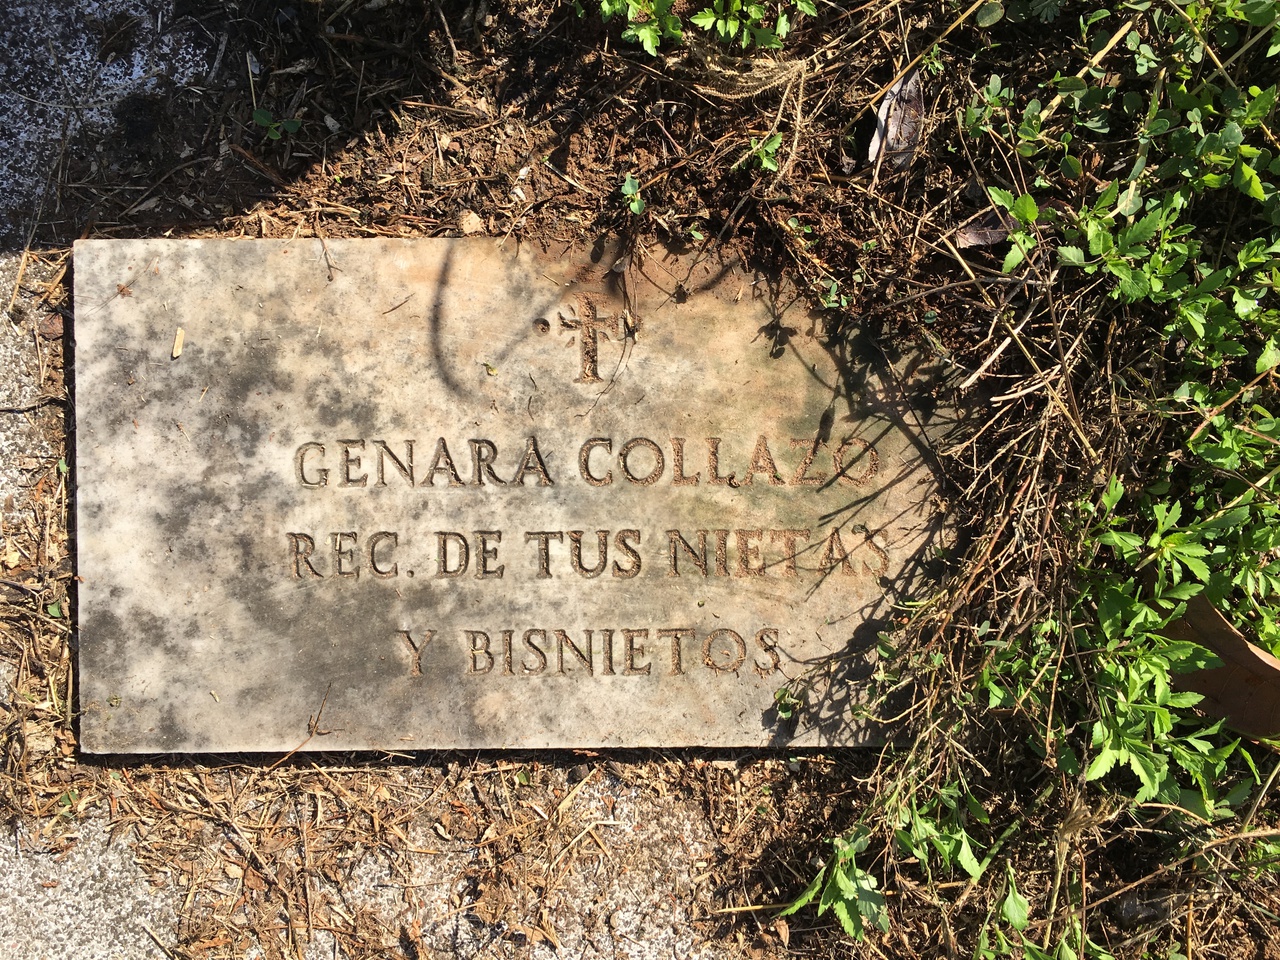 GENARA COLLAZO
REC. DE TUS NIETAS
Y BISNIETOS